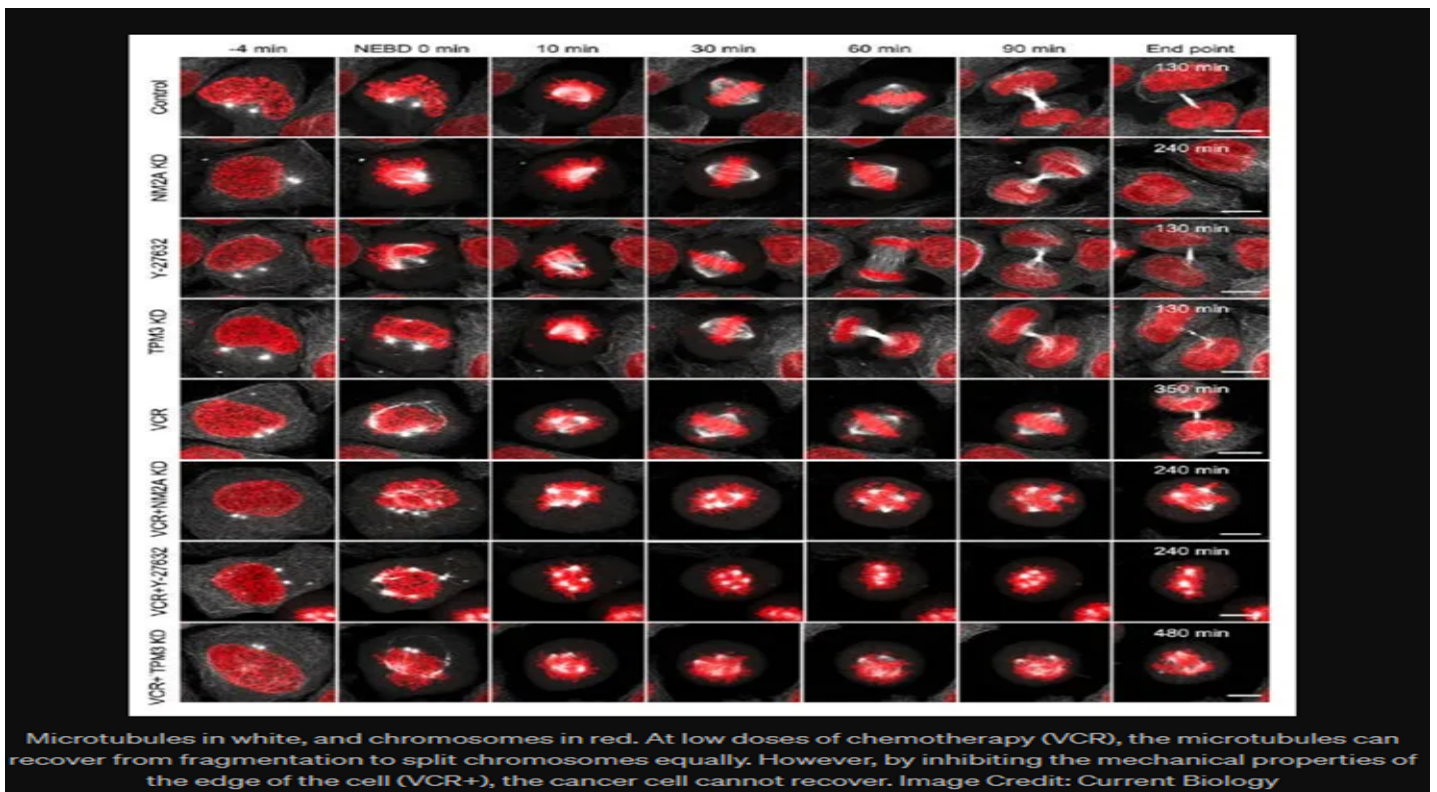 -4 min NEBD 0 min 10 min 30 min 60 min 90 min End point
Control 130 min
NM2A KD 240 min
Y-27632 130 min
TPM3 KD 130 min
VCR 350 min
VCR+NM2A KD 240 min
VCR+Y-27632 240 min
VCR+TPM3 KD 480 min
Microtubules in white, and chromosomes in red. At low doses of chemotherapy (VCR), the microtubules can
recover from fragmentation to split chromosomes equally. However, by inhibiting the mechanical properties of
the edge of the cell (VCR+), the cancer cell cannot recover. Image Credit: Current Biology